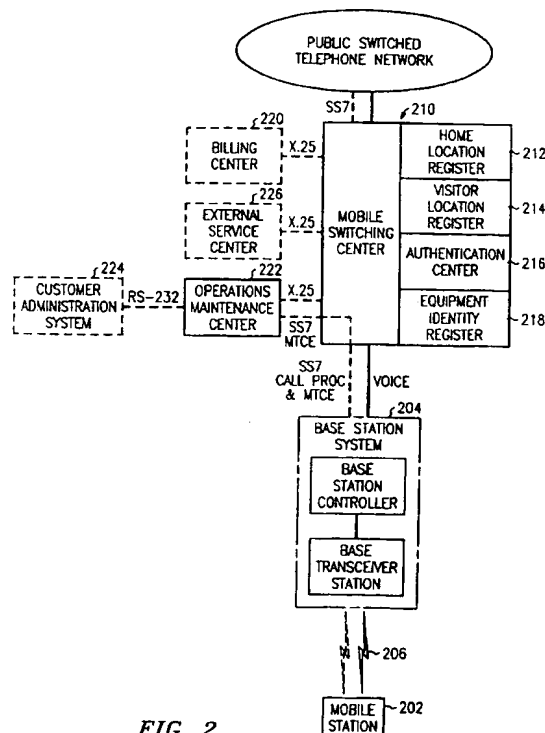 PUBLIC SWITCHED
TELEPHONE NETWORK
SS7
210
220
BILLING
CENTER
X.25
HOME
LOCATION
REGISTER
212
226
EXTERNAL
SERVICE
CENTER
X.25
MOBILE
SWITCHING
CENTER
VISITOR
LOCATION
REGISTER
214
AUTHENTICATION
CENTER
216
224
CUSTOMER
ADMINISTRATION
SYSTEM
RS-232
222
OPERATIONS
MAINTENANCE
CENTER
X.25
SS7
MTCE
EQUIPMENT
IDENTITY
REGISTER
218
SS7
CALL PROC
& MTCE
VOICE
204
BASE STATION
SYSTEM
BASE
STATION
CONTROLLER
BASE
TRANSCEIVER
STATION
206
MOBILE
STATION
202
FIG. 2